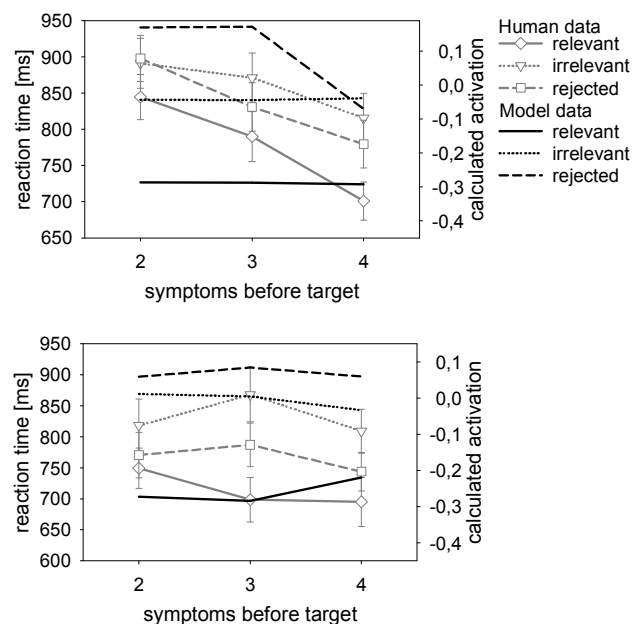 950
900
850
800
750
700
650
reaction time [ms]
0,1
0,0
-0,1
-0,2
-0,3
-0,4
calculated activation
2 3 4
symptoms before target
Human data
relevant
irrelevant
rejected
Model data
relevant
irrelevant
rejected
950
900
850
800
750
700
650
600
reaction time [ms]
0,1
0,0
-0,1
-0,2
-0,3
-0,4
calculated activation
2 3 4
symptoms before target